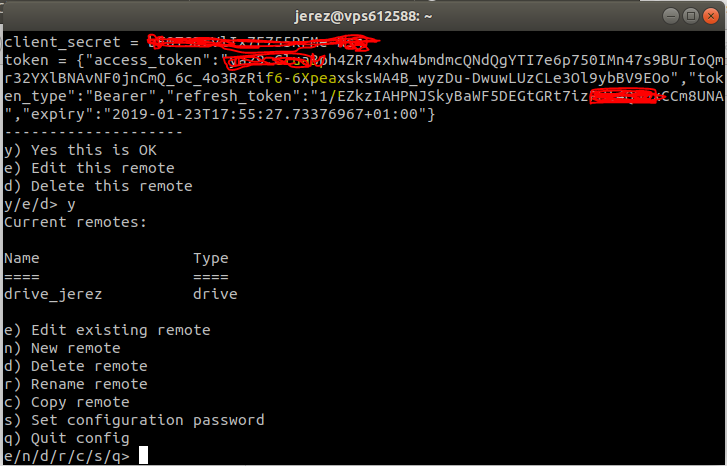 jerez@vps612588: ~
client_secret =
token = {"access_token":"ph4ZR74xhw4bmdmcQNdQgYTI7e6p750IMn47s9BUrIoQm
r32YXlBNAvNF0jnCmQ_6c_4o3RzRif6-6XpeaxsksWA4B_wyzDu-DwuwLUzCLe3Ol9ybBV9EOo","tok
en_type":"Bearer","refresh_token":"1/EZkzIAHPNJSkyBaWF5DEGtGRt7iz CCm8UNA
","expiry":"2019-01-23T17:55:27.73376967+01:00"}
--------------------
y) Yes this is OK
e) Edit this remote
d) Delete this remote
y/e/d> y
Current remotes:
Name Type
==== ====
drive_jerez drive
e) Edit existing remote
n) New remote
d) Delete remote
r) Rename remote
c) Copy remote
s) Set configuration password
q) Quit config
e/n/d/r/c/s/q>